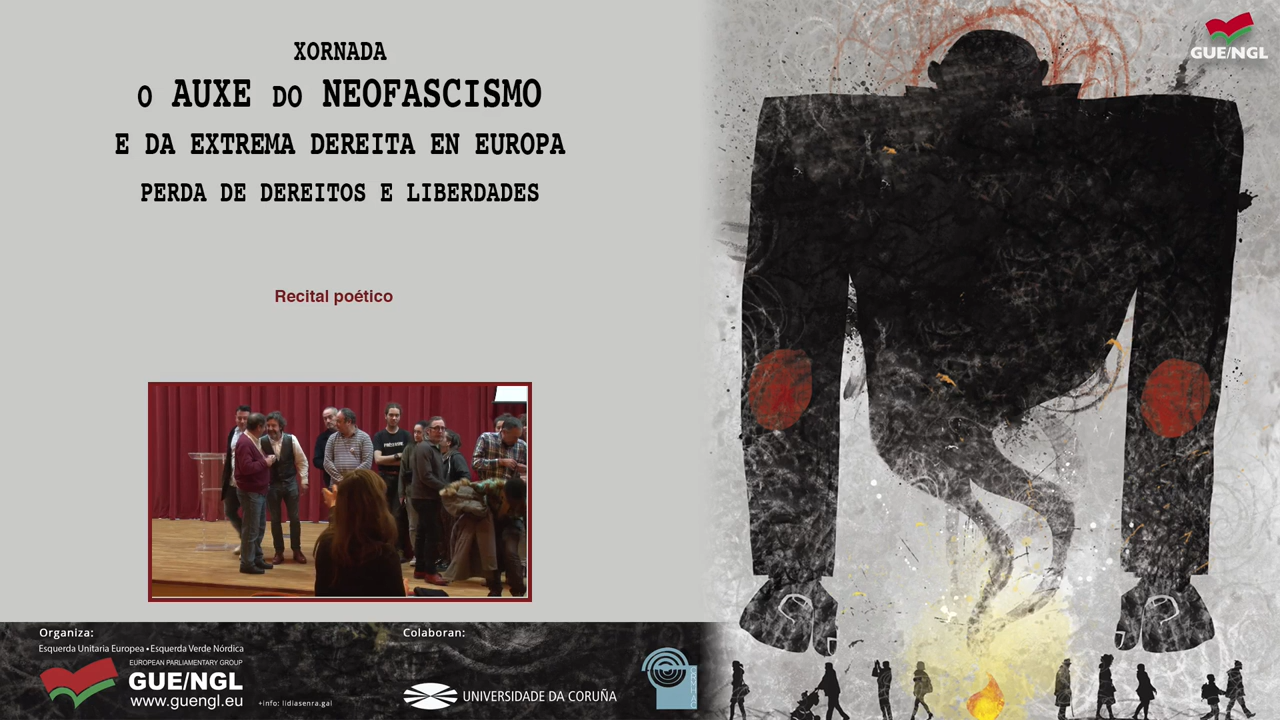 XORNADA
O AUXE DO NEOFASCISMO
E DA EXTREMA DEREITA EN EUROPA
PERDA DE DEREITOS E LIBERDADES
Recital poético
GUE/NGL
Organiza:
Esquerda Unitaria Europea • Esquerda Verde Nórdica
EUROPEAN PARLIAMENTARY GROUP
GUE/NGL
www.guengl.eu
+info: lidiasenra.gal
Colaboran:
UNIVERSIDADE DA CORUÑA